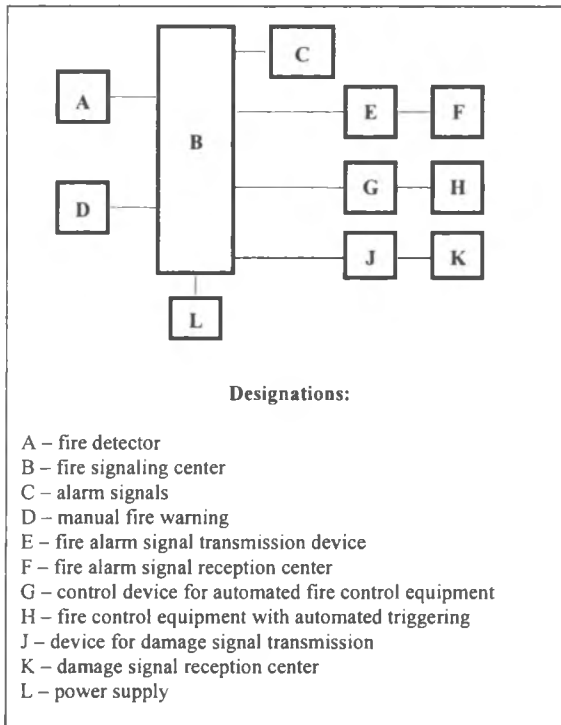 C
A
E
F
B
G
H
D
J
K
L
Designations:
A – fire detector
B – fire signaling center
C – alarm signals
D – manual fire warning
E – fire alarm signal transmission device
F – fire alarm signal reception center
G – control device for automated fire control equipment
H – fire control equipment with automated triggering
J – device for damage signal transmission
K – damage signal reception center
L – power supply